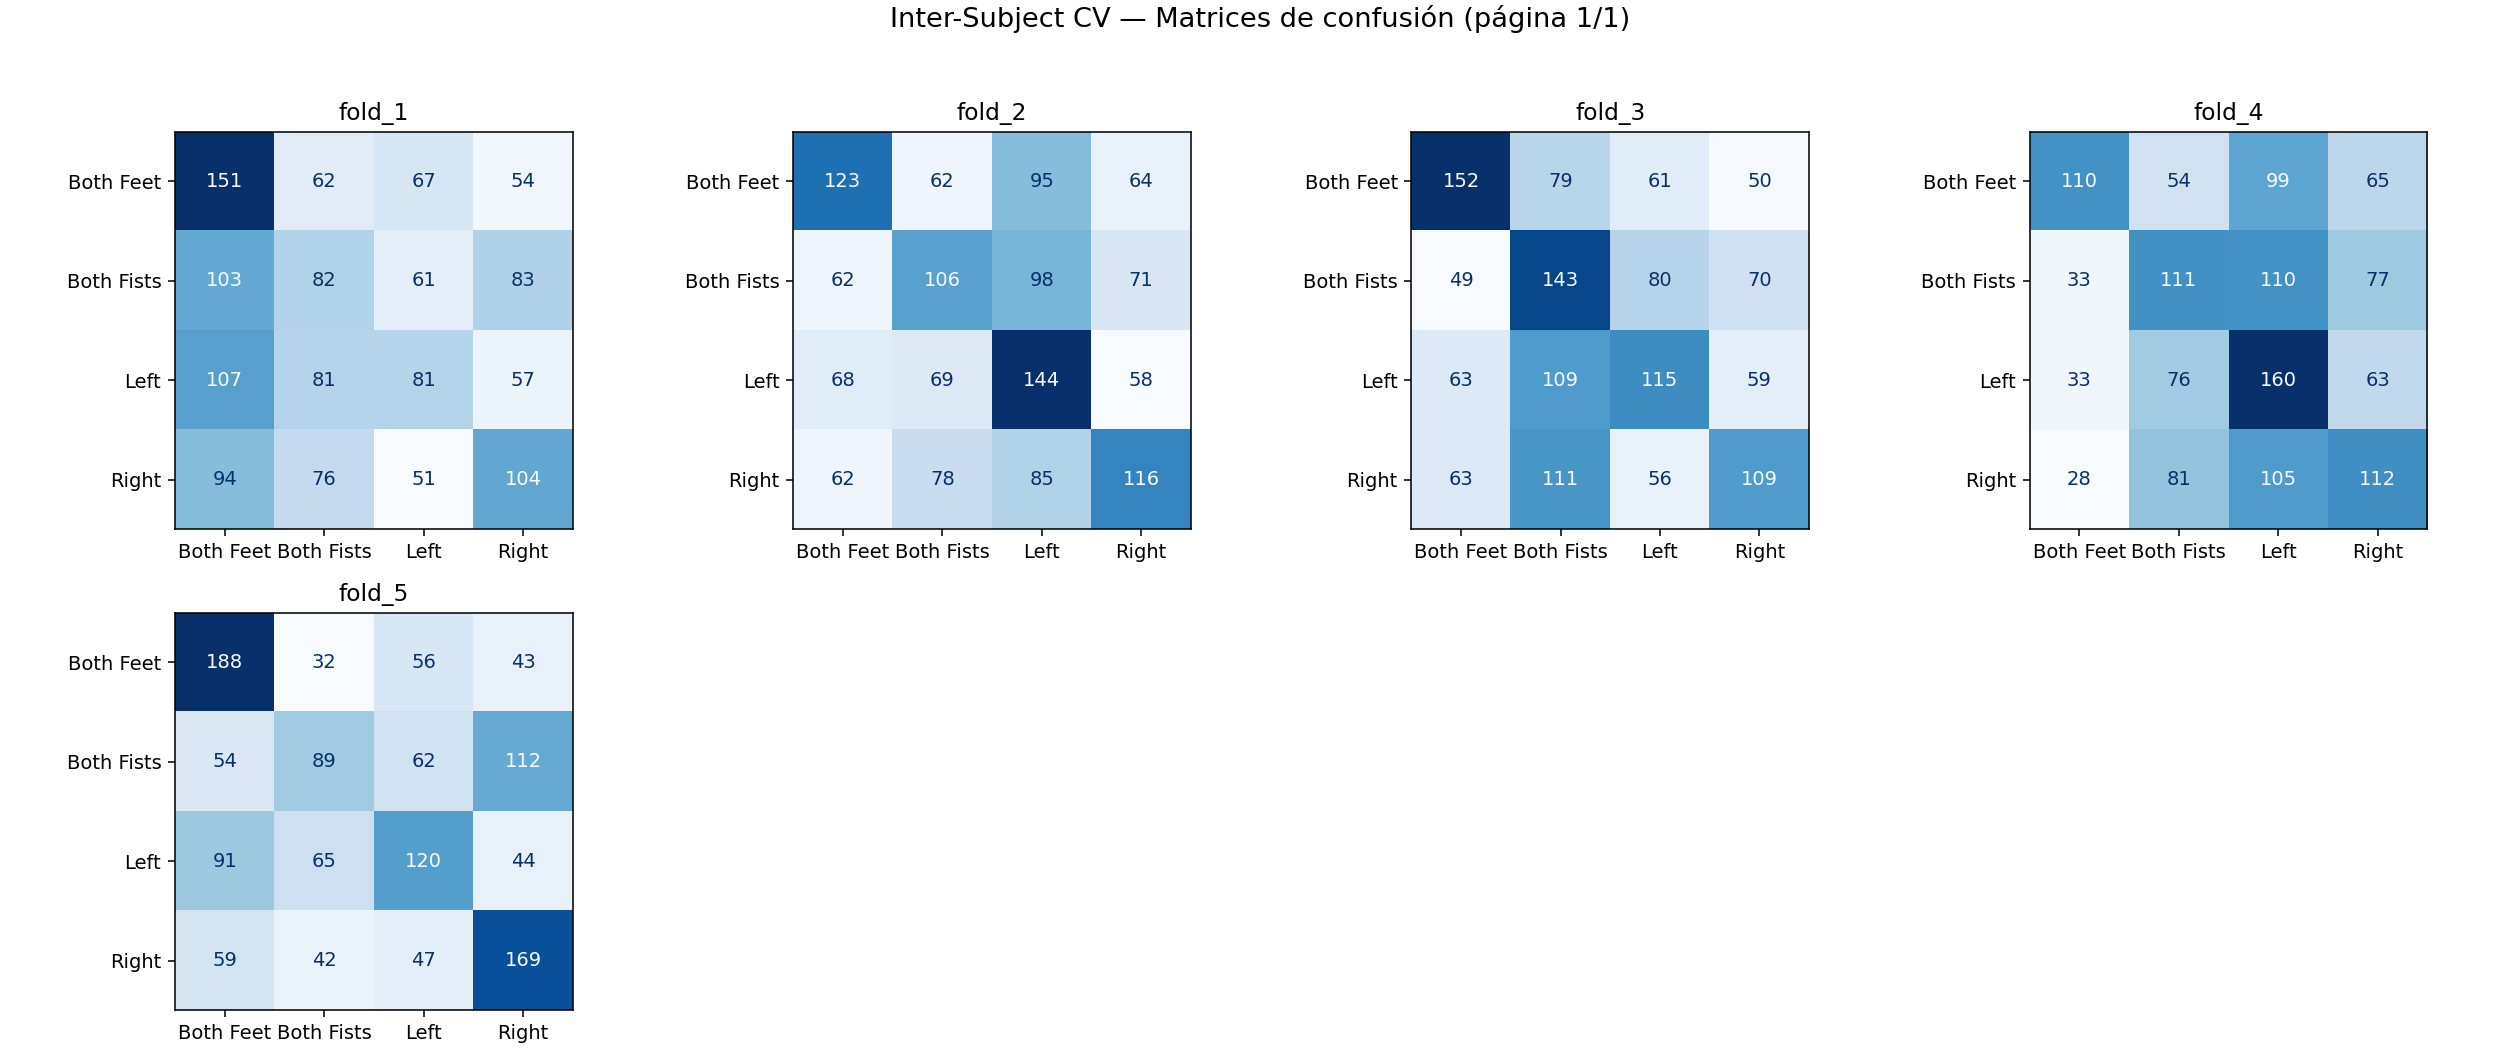 Inter-Subject CV — Matrices de confusión (página 1/1)
fold_1
Both Feet 151 62 67 54
Both Fists 103 82 61 83
Left 107 81 81 57
Right 94 76 51 104
Both Feet Both Fists Left Right
fold_2
Both Feet 123 62 95 64
Both Fists 62 106 98 71
Left 68 69 144 58
Right 62 78 85 116
Both Feet Both Fists Left Right
fold_3
Both Feet 152 79 61 50
Both Fists 49 143 80 70
Left 63 109 115 59
Right 63 111 56 109
Both Feet Both Fists Left Right
fold_4
Both Feet 110 54 99 65
Both Fists 33 111 110 77
Left 33 76 160 63
Right 28 81 105 112
Both Feet Both Fists Left Right
fold_5
Both Feet 188 32 56 43
Both Fists 54 89 62 112
Left 91 65 120 44
Right 59 42 47 169
Both Feet Both Fists Left Right